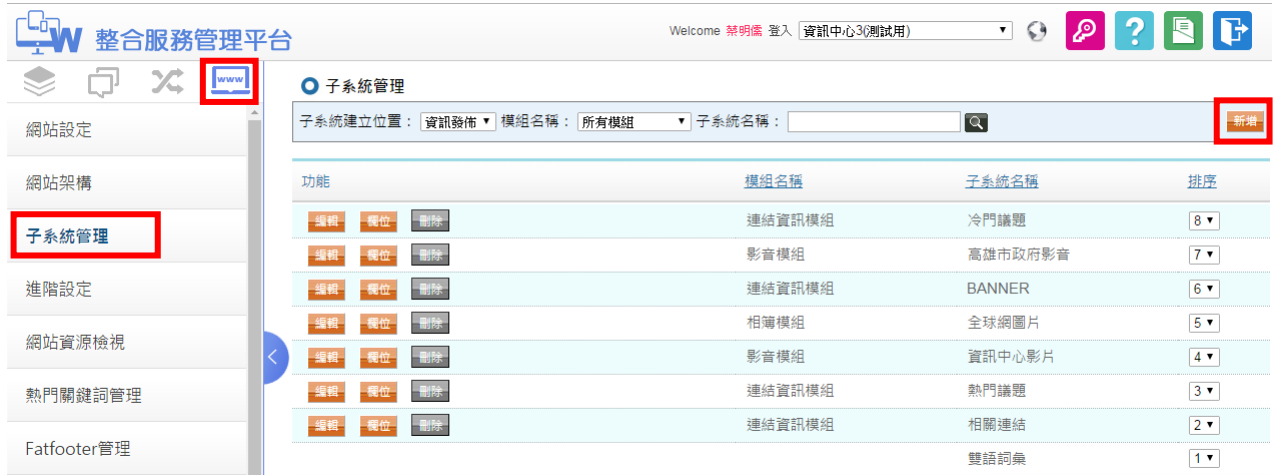 W 整合服務管理平台
Welcome 蔡明儒 登入 資訊中心3(測試用)
www
子系統管理
子系統建立位置： 資訊發佈 模組名稱： 所有模組 子系統名稱： 新增
網站設定
網站架構
子系統管理
進階設定
網站資源檢視
熱門關鍵詞管理
Fatfooter管理
功能 模組名稱 子系統名稱 排序
編輯 欄位 刪除 連結資訊模組 冷門議題 8
編輯 欄位 刪除 影音模組 高雄市政府影音 7
編輯 欄位 刪除 連結資訊模組 BANNER 6
編輯 欄位 刪除 相簿模組 全球網圖片 5
編輯 欄位 刪除 影音模組 資訊中心影片 4
編輯 欄位 刪除 連結資訊模組 熱門議題 3
編輯 欄位 刪除 連結資訊模組 相關連結 2
雙語詞彙 1